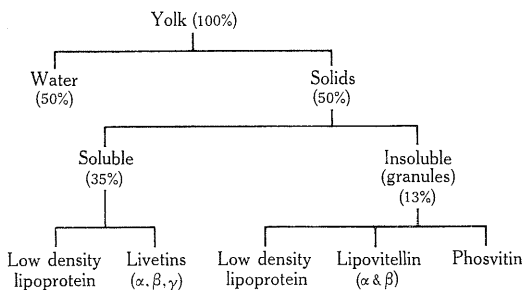 Yolk (100%)
Water
(50%)
Solids
(50%)
Soluble
(35%)
Insoluble
(granules)
(13%)
Low density
lipoprotein
Livetins
(α, β, γ)
Low density
lipoprotein
Lipovitellin
(α & β)
Phosvitin